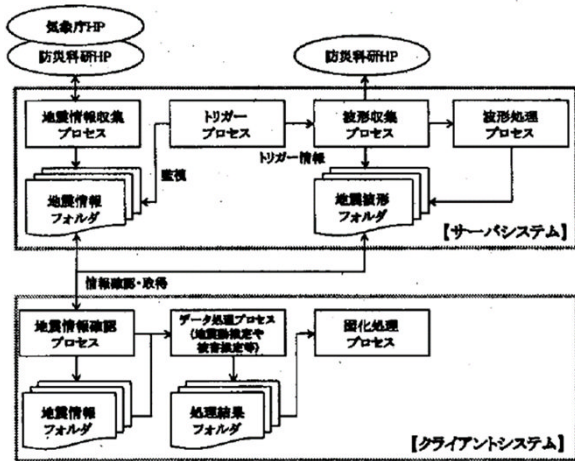 気象庁HP
防災科研HP
防災科研HP
地震情報収集
プロセス
トリガー
プロセス
波形収集
プロセス
波形処理
プロセス
トリガー情報
監視
地震情報
フォルダ
地震波形
フォルダ
【サーバシステム】
情報確認・取得
地震情報確認
プロセス
データ処理プロセス
(地震動推定や
被害推定等)
図化処理
プロセス
地震情報
フォルダ
処理結果
フォルダ
【クライアントシステム】